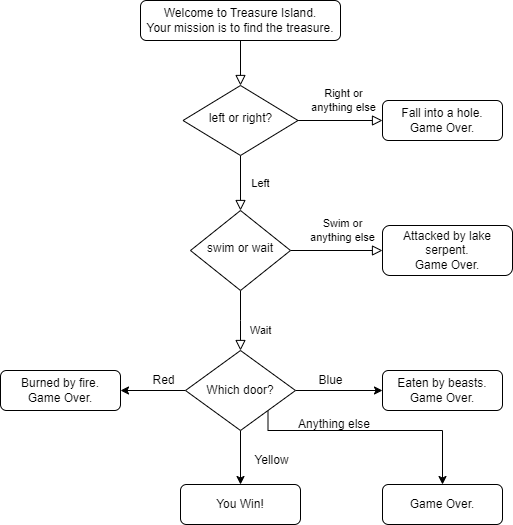 Welcome to Treasure Island.
Your mission is to find the treasure.
left or right?
Right or
anything else
Fall into a hole.
Game Over.
Left
swim or wait
Swim or
anything else
Attacked by lake
serpent.
Game Over.
Wait
Burned by fire.
Game Over.
Red
Which door?
Blue
Eaten by beasts.
Game Over.
Anything else
Yellow
You Win!
Game Over.